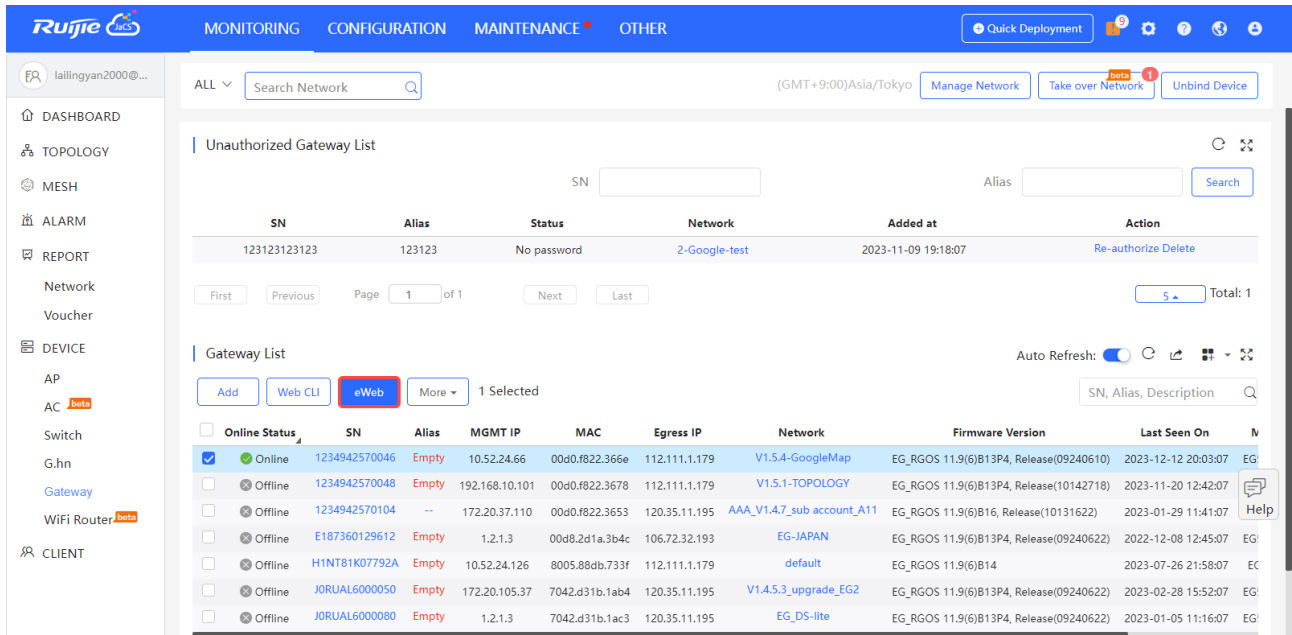 Ruijie JaCS MONITORING CONFIGURATION MAINTENANCE OTHER Quick Deployment 9
lailingyan2000@...
ALL Search Network (GMT+9:00)Asia/Tokyo Manage Network Take over Network beta 1 Unbind Device
DASHBOARD
TOPOLOGY
MESH
ALARM
REPORT
Network
Voucher
DEVICE
AP
AC beta
Switch
G.hn
Gateway
WiFi Router beta
CLIENT
Unauthorized Gateway List
SN Alias Search
SN Alias Status Network Added at Action
123123123123 123123 No password 2-Google-test 2023-11-09 19:18:07 Re-authorize Delete
First Previous Page 1 of 1 Next Last 5 Total: 1
Gateway List Auto Refresh:
Add Web CLI eWeb More 1 Selected SN, Alias, Description
Online Status SN Alias MGMT IP MAC Egress IP Network Firmware Version Last Seen On
Online 1234942570046 Empty 10.52.24.66 00d0.f822.366e 112.111.1.179 V1.5.4-GoogleMap EG_RGOS 11.9(6)B13P4, Release(09240610) 2023-12-12 20:03:07 EG
Offline 1234942570048 Empty 192.168.10.101 00d0.f822.3678 112.111.1.179 V1.5.1-TOPOLOGY EG_RGOS 11.9(6)B13P4, Release(10142718) 2023-11-20 12:42:07
Offline 1234942570104 -- 172.20.37.110 00d0.f822.3653 120.35.11.195 AAA_V1.4.7_sub account_A11 EG_RGOS 11.9(6)B16, Release(10131622) 2023-01-29 11:41:07
Offline E187360129612 Empty 1.2.1.3 00d8.2d1a.3b4c 106.72.32.193 EG-JAPAN EG_RGOS 11.9(6)B13P4, Release(09240622) 2022-12-08 12:45:07 EG
Offline H1NT81K07792A Empty 10.52.24.126 8005.88db.733f 112.111.1.179 default EG_RGOS 11.9(6)B14 2023-07-26 21:58:07
Offline J0RUAL6000050 Empty 172.20.105.37 7042.d31b.1ab4 120.35.11.195 V1.4.5.3_upgrade_EG2 EG_RGOS 11.9(6)B13P4, Release(09240622) 2023-02-28 15:52:07 EG
Offline J0RUAL6000080 Empty 1.2.1.3 7042.d31b.1ac3 120.35.11.195 EG_DS-lite EG_RGOS 11.9(6)B13P4, Release(09240622) 2023-01-05 11:16:07 EG
Help